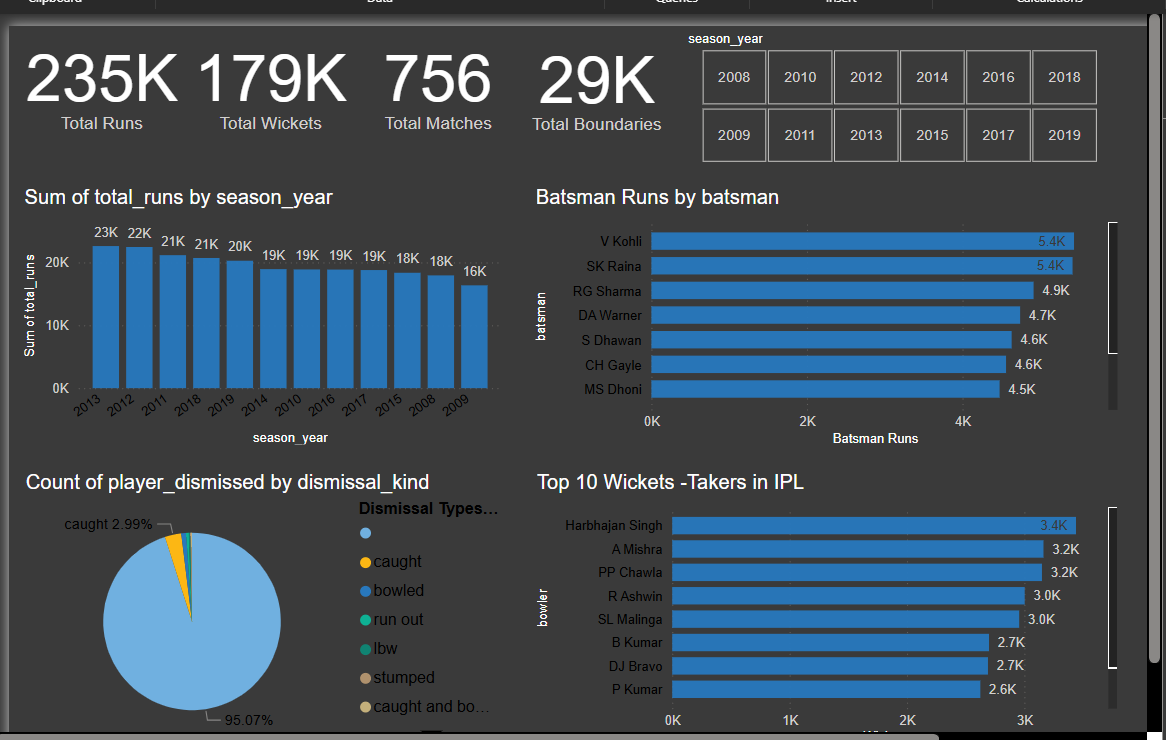 Clipboard Data Queries Insert Calculations
235K 179K 756 29K
Total Runs Total Wickets Total Matches Total Boundaries
season_year
2008 2010 2012 2014 2016 2018
2009 2011 2013 2015 2017 2019
Sum of total_runs by season_year
Sum of total_runs
20K
10K
0K
23K 22K 21K 21K 20K 19K 19K 19K 19K 18K 18K 16K
2013 2012 2011 2018 2019 2014 2010 2016 2017 2015 2008 2009
season_year
Batsman Runs by batsman
batsman
V Kohli 5.4K
SK Raina 5.4K
RG Sharma 4.9K
DA Warner 4.7K
S Dhawan 4.6K
CH Gayle 4.6K
MS Dhoni 4.5K
0K 2K 4K
Batsman Runs
Count of player_dismissed by dismissal_kind
caught 2.99%
95.07%
Dismissal Types...
caught
bowled
run out
lbw
stumped
caught and bo...
Top 10 Wickets -Takers in IPL
bowler
Harbhajan Singh 3.4K
A Mishra 3.2K
PP Chawla 3.2K
R Ashwin 3.0K
SL Malinga 3.0K
B Kumar 2.7K
DJ Bravo 2.7K
P Kumar 2.6K
0K 1K 2K 3K